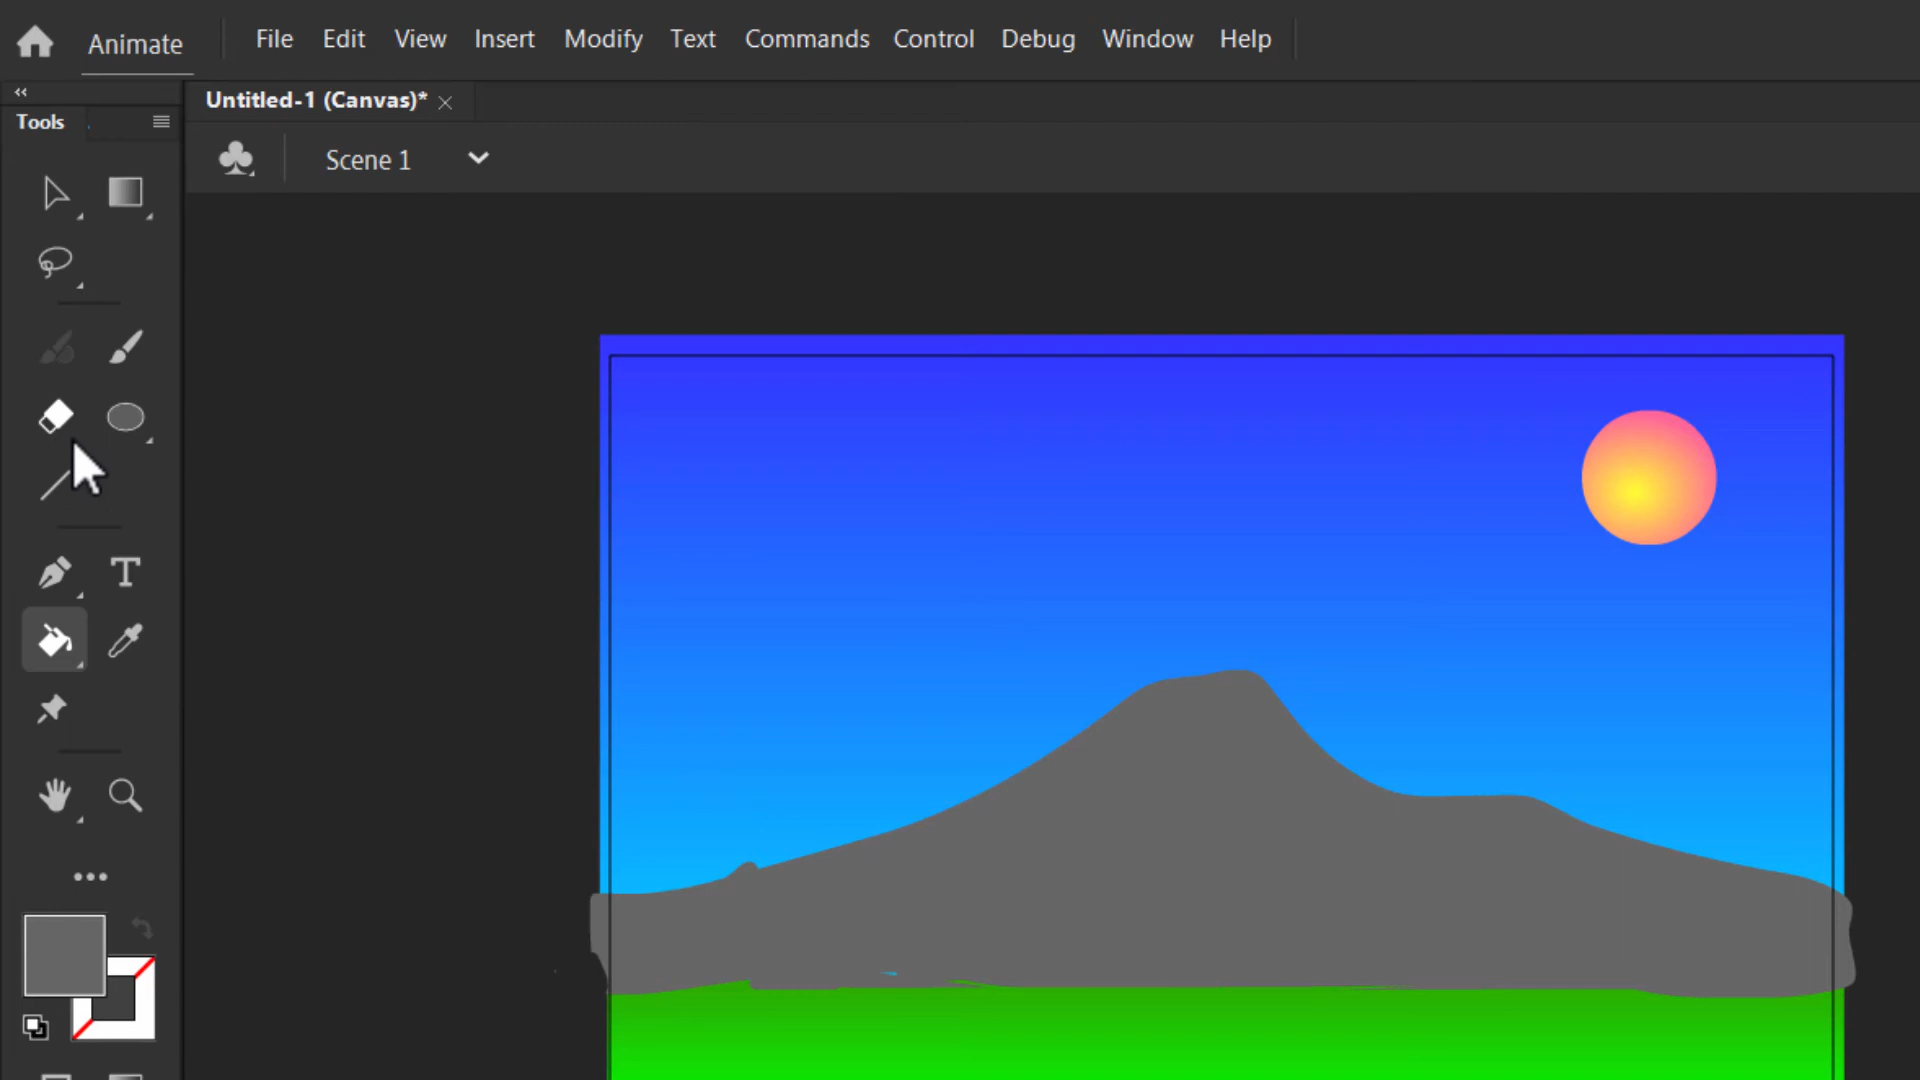 Animate File Edit View Insert Modify Text Commands Control Debug Window Help
Untitled-1 (Canvas)*
Tools
Scene 1